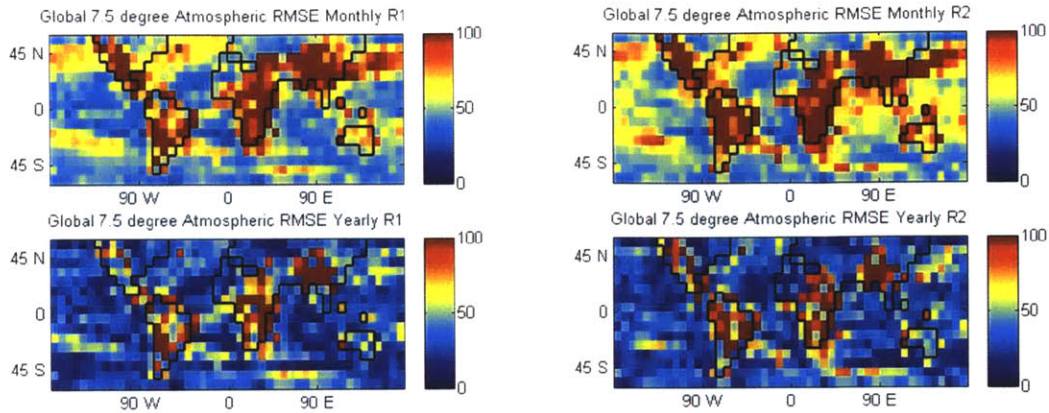 Global 7.5 degree Atmospheric RMSE Monthly R1
45 N
0
45 S
90 W 0 90 E
100
50
0
Global 7.5 degree Atmospheric RMSE Monthly R2
45 N
0
45 S
90 W 0 90 E
100
50
0
Global 7.5 degree Atmospheric RMSE Yearly R1
45 N
0
45 S
90 W 0 90 E
100
50
0
Global 7.5 degree Atmospheric RMSE Yearly R2
45 N
0
45 S
90 W 0 90 E
100
50
0